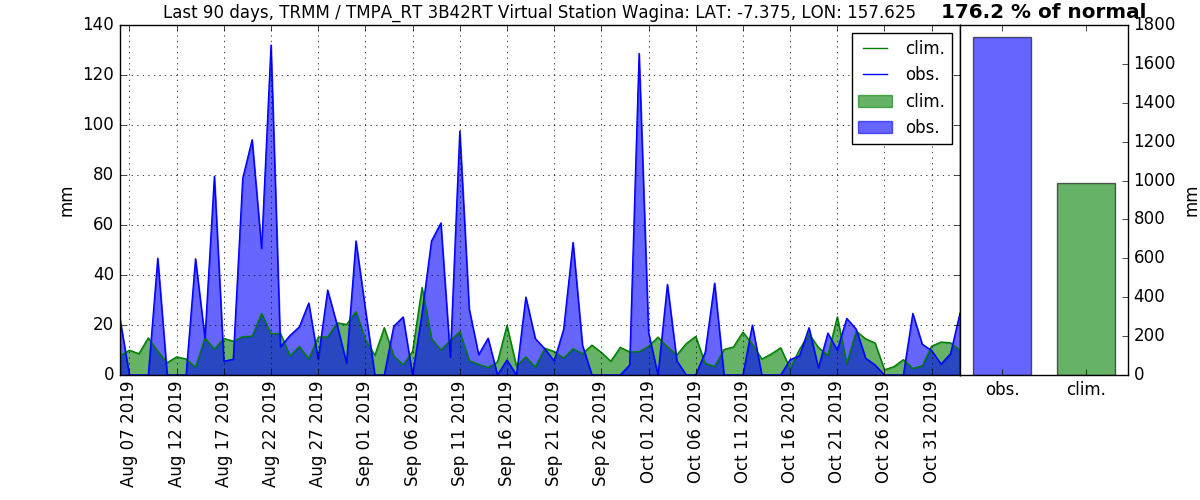 Last 90 days, TRMM / TMPA_RT 3B42RT Virtual Station Wagina: LAT: -7.375, LON: 157.625
176.2 % of normal
mm
140
120
100
80
60
40
20
0
clim.
obs.
clim.
obs.
Aug 07 2019
Aug 12 2019
Aug 17 2019
Aug 22 2019
Aug 27 2019
Sep 01 2019
Sep 06 2019
Sep 11 2019
Sep 16 2019
Sep 21 2019
Sep 26 2019
Oct 01 2019
Oct 06 2019
Oct 11 2019
Oct 16 2019
Oct 21 2019
Oct 26 2019
Oct 31 2019
1800
1600
1400
1200
1000
800
600
400
200
0
mm
obs.
clim.